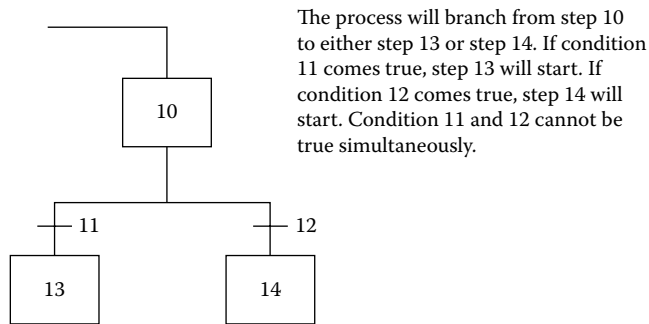 The process will branch from step 10
to either step 13 or step 14. If condition
11 comes true, step 13 will start. If
condition 12 comes true, step 14 will
start. Condition 11 and 12 cannot be
true simultaneously.
10
11
12
13
14